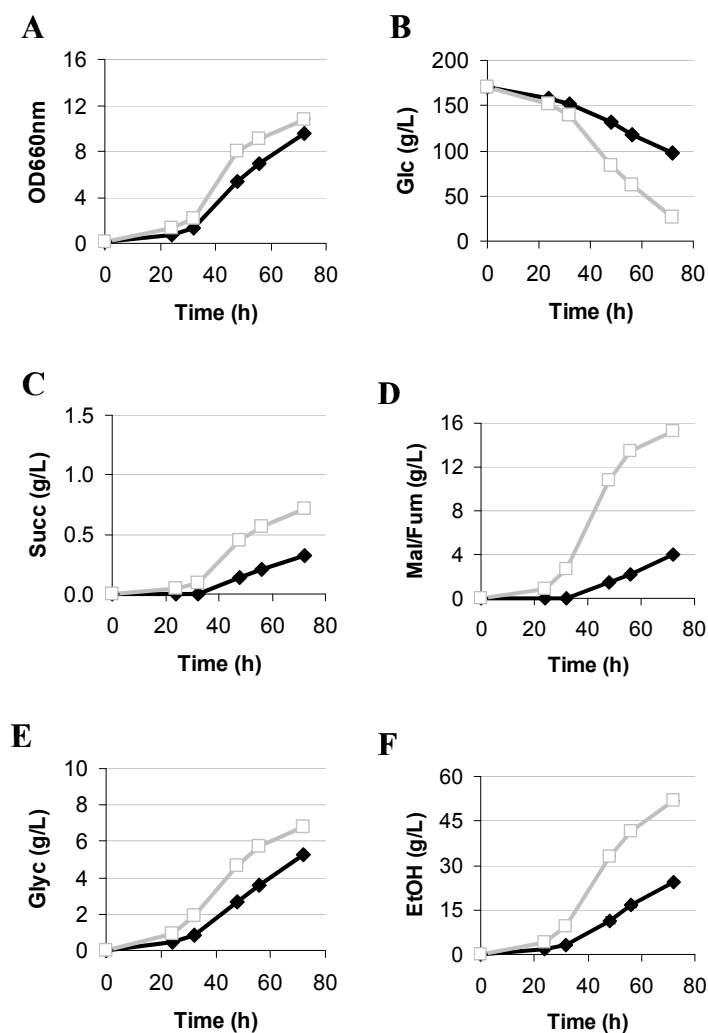 A
OD660nm
16
12
8
4
0
0 20 40 60 80
Time (h)
B
Glc (g/L)
200
150
100
50
0
0 20 40 60 80
Time (h)
C
Succ (g/L)
1.5
1.0
0.5
0.0
0 20 40 60 80
Time (h)
D
Mal/Fum (g/L)
16
12
8
4
0
0 20 40 60 80
Time (h)
E
Glyc (g/L)
10
8
6
4
2
0
0 20 40 60 80
Time (h)
F
EtOH (g/L)
60
45
30
15
0
0 20 40 60 80
Time (h)